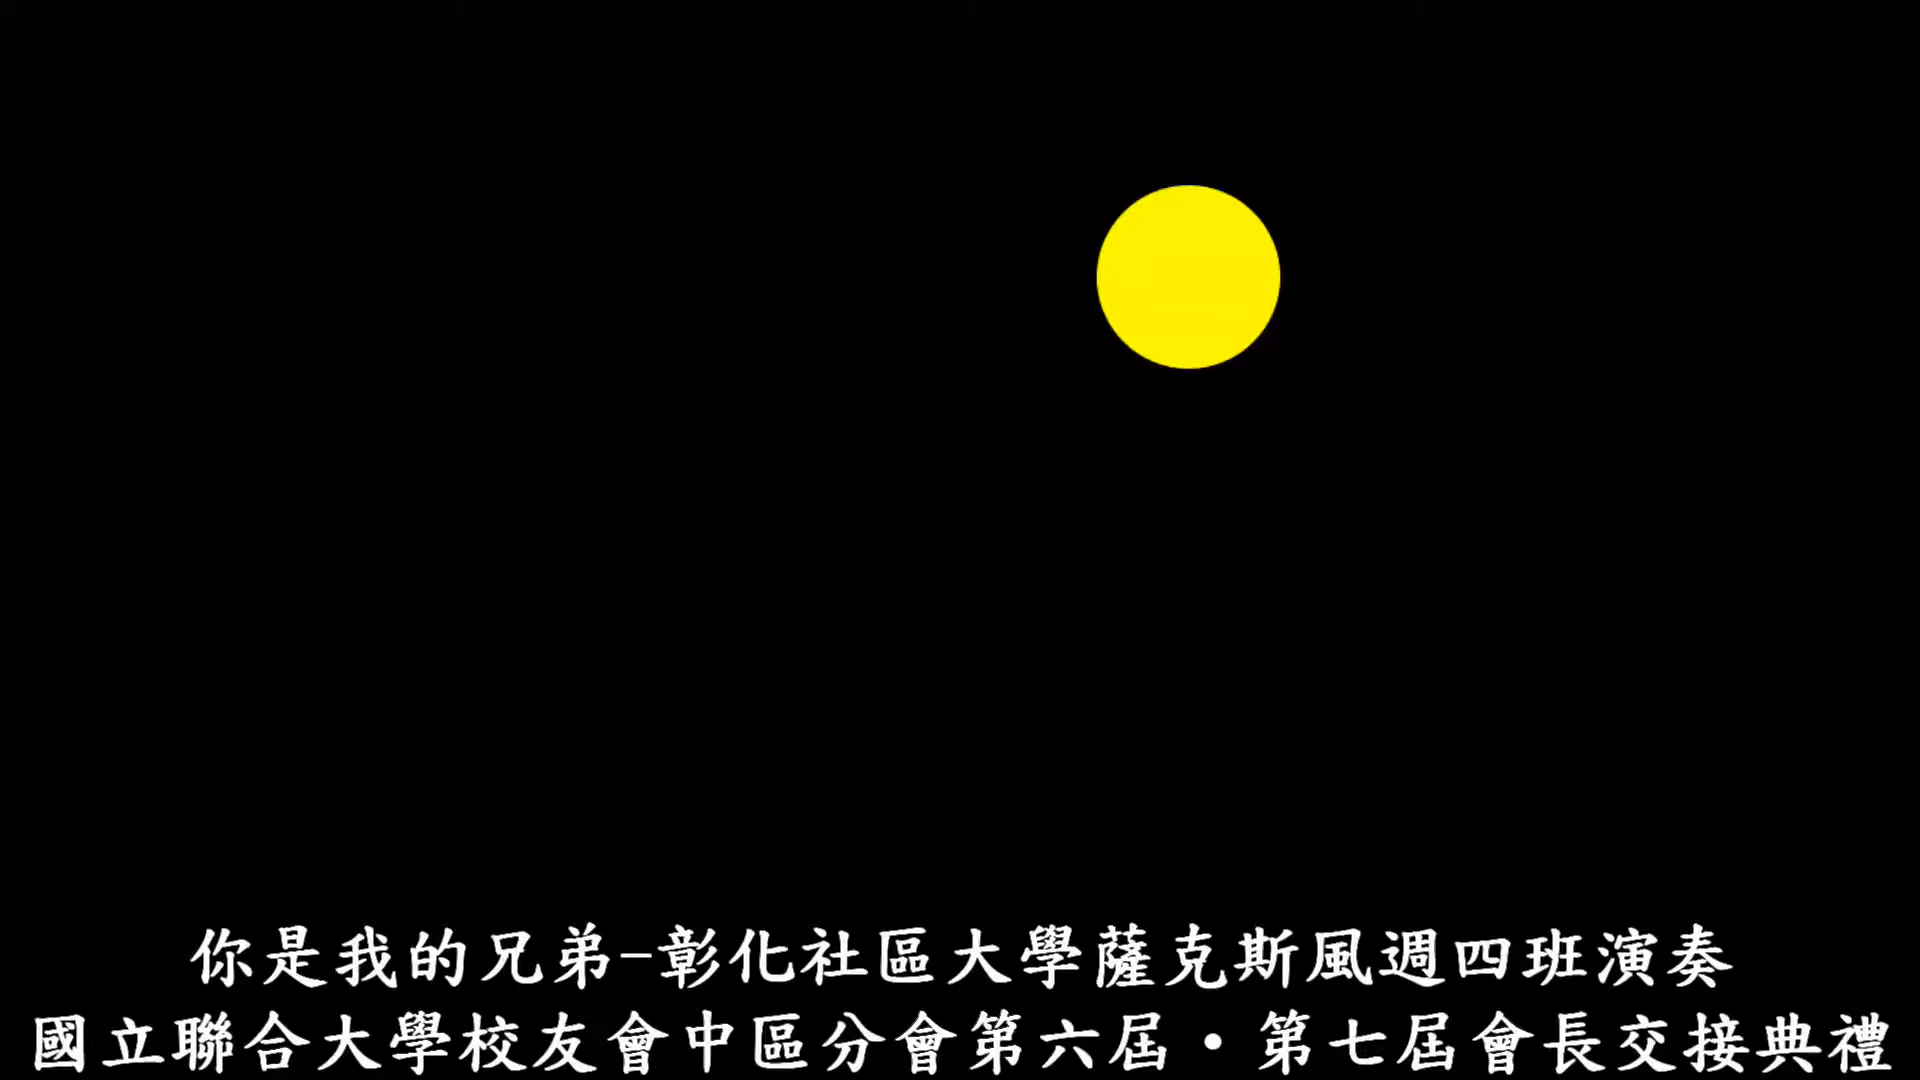 你是我的兄弟-彰化社區大學薩克斯風週四班演奏
國立聯合大學校友會中區分會第六屆·第七屆會長交接典禮